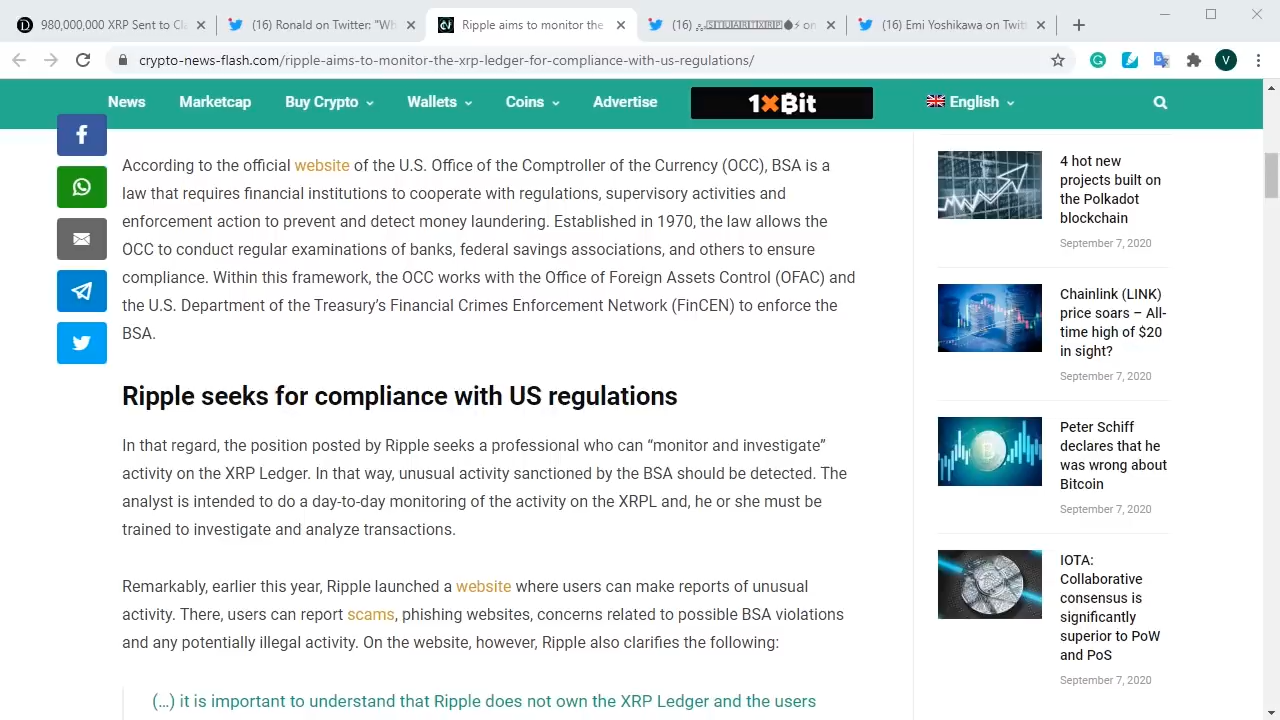 980,000,000 XRP Sent to Cla
(16) Ronald on Twitter: "Wh
Ripple aims to monitor the
(16)
on
(16) Emi Yoshikawa on Twitt
crypto-news-flash.com/ripple-aims-to-monitor-the-xrp-ledger-for-compliance-with-us-regulations/
V
News
Marketcap
Buy Crypto
Wallets
Coins
Advertise
1×Bit
English
According to the official website of the U.S. Office of the Comptroller of the Currency (OCC), BSA is a
law that requires financial institutions to cooperate with regulations, supervisory activities and
enforcement action to prevent and detect money laundering. Established in 1970, the law allows the
OCC to conduct regular examinations of banks, federal savings associations, and others to ensure
compliance. Within this framework, the OCC works with the Office of Foreign Assets Control (OFAC) and
the U.S. Department of the Treasury’s Financial Crimes Enforcement Network (FinCEN) to enforce the
BSA.
Ripple seeks for compliance with US regulations
In that regard, the position posted by Ripple seeks a professional who can “monitor and investigate”
activity on the XRP Ledger. In that way, unusual activity sanctioned by the BSA should be detected. The
analyst is intended to do a day-to-day monitoring of the activity on the XRPL and, he or she must be
trained to investigate and analyze transactions.
Remarkably, earlier this year, Ripple launched a website where users can make reports of unusual
activity. There, users can report scams, phishing websites, concerns related to possible BSA violations
and any potentially illegal activity. On the website, however, Ripple also clarifies the following:
(…) it is important to understand that Ripple does not own the XRP Ledger and the users
4 hot new
projects built on
the Polkadot
blockchain
September 7, 2020
Chainlink (LINK)
price soars – All-
time high of $20
in sight?
September 7, 2020
Peter Schiff
declares that he
was wrong about
Bitcoin
September 7, 2020
IOTA:
Collaborative
consensus is
significantly
superior to PoW
and PoS
September 7, 2020